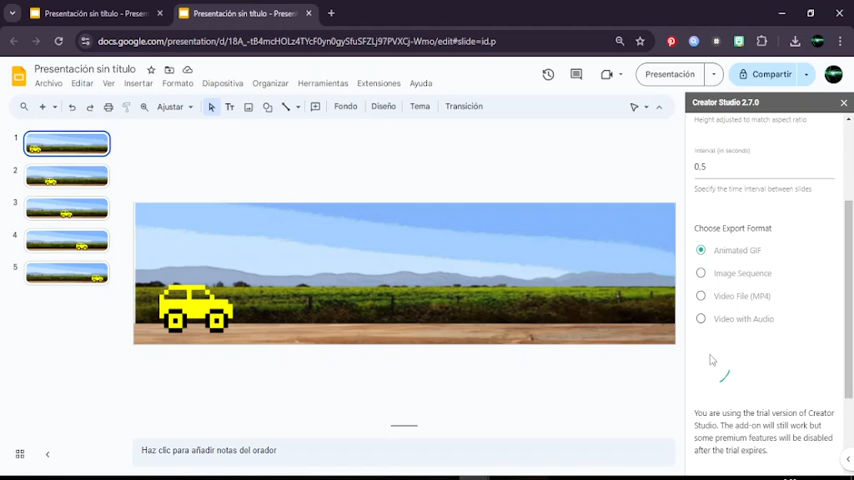 Presentación sin título - Presen
Presentación sin título - Presen
docs.google.com/presentation/d/18A_-tB4mcHOLz4TYcF0yn0gySfuSFZLj97PVXCj-Wmo/edit#slide=id.p
Presentación sin título
Archivo Editar Ver Insertar Formato Diapositiva Organizar Herramientas Extensiones Ayuda
Presentación
Compartir
Ajustar
Fondo Diseño Tema Transición
Creator Studio 2.7.0
Height adjusted to match aspect ratio
Interval (in seconds)
0,5
Specify the time interval between slides
Choose Export Format
Animated GIF
Image Sequence
Video File (MP4)
Video with Audio
You are using the trial version of Creator
Studio. The add-on will still work but
some premium features will be disabled
after the trial expires.
1
2
3
4
5
Haz clic para añadir notas del orador